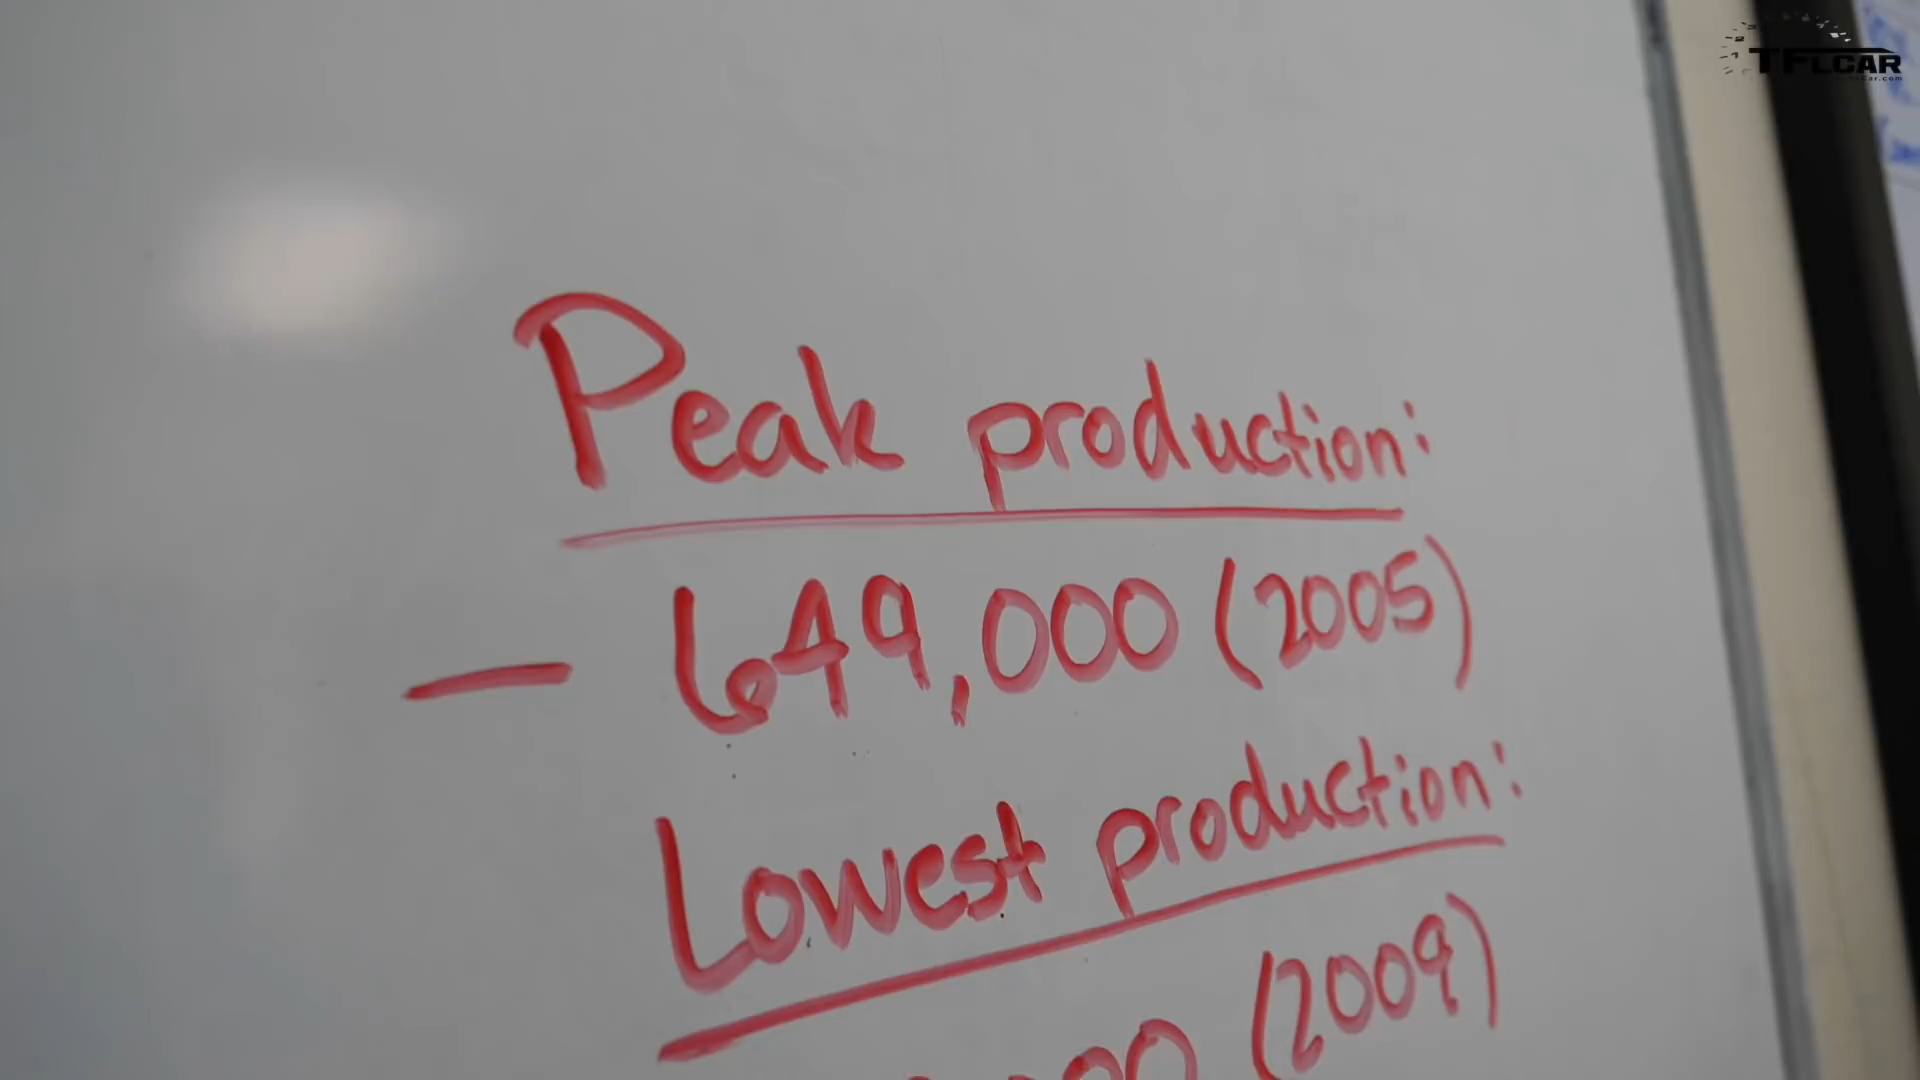 TFLCAR
Peak production:
– 649,000 (2005)
Lowest production:
(2009)